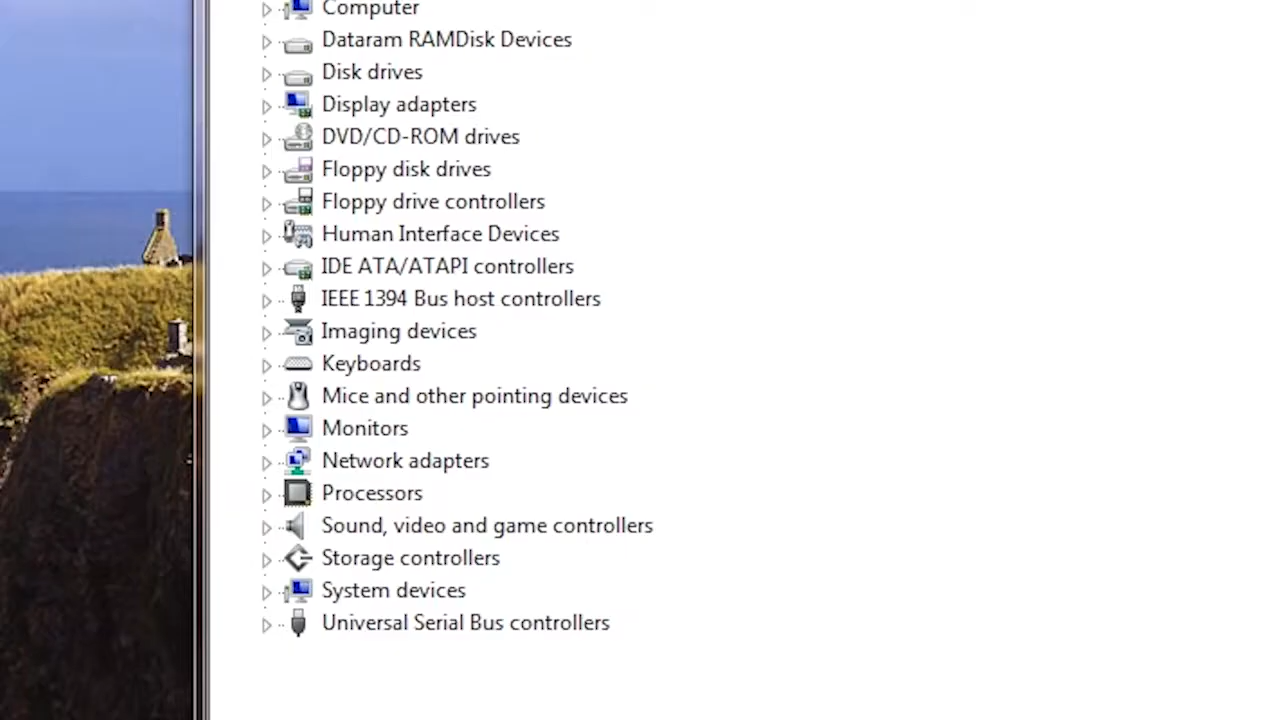 Computer
Dataram RAMDisk Devices
Disk drives
Display adapters
DVD/CD-ROM drives
Floppy disk drives
Floppy drive controllers
Human Interface Devices
IDE ATA/ATAPI controllers
IEEE 1394 Bus host controllers
Imaging devices
Keyboards
Mice and other pointing devices
Monitors
Network adapters
Processors
Sound, video and game controllers
Storage controllers
System devices
Universal Serial Bus controllers